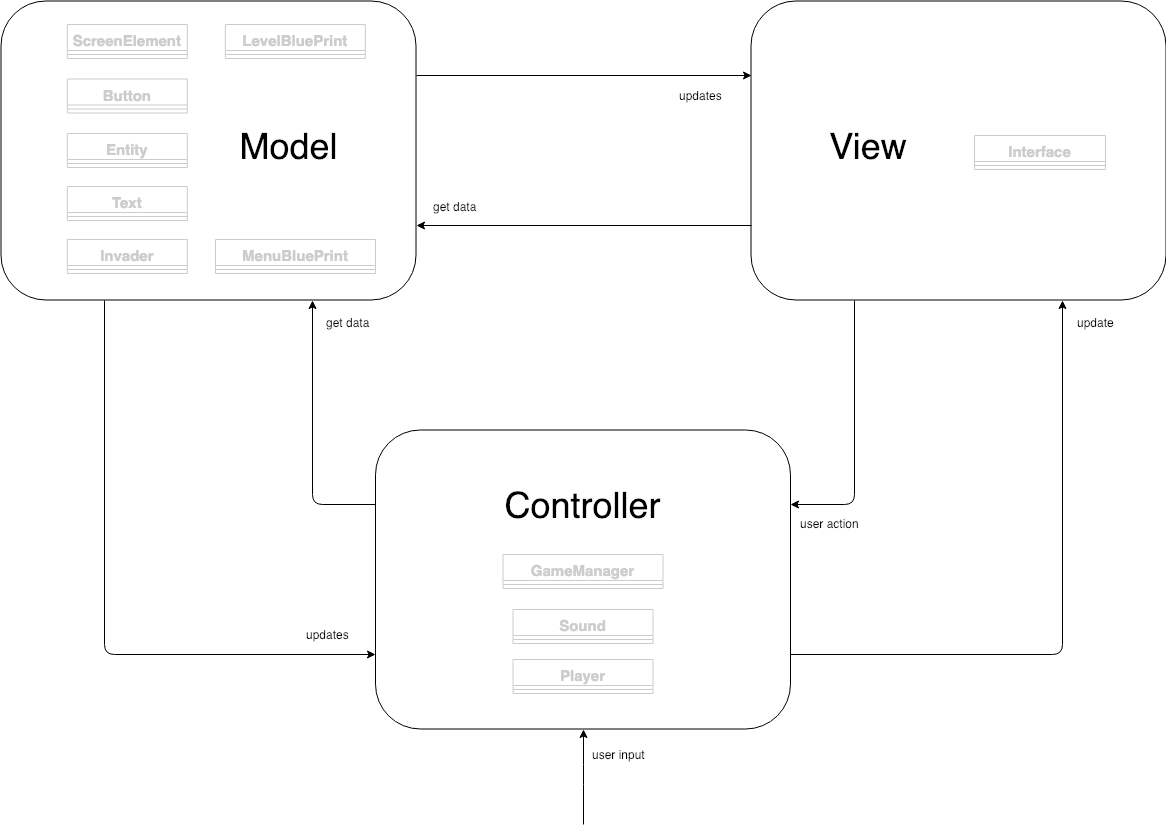 ScreenElement
LevelBluePrint
Button
Entity
Text
Invader
MenuBluePrint
Model
updates
get data
View
Interface
get data
update
user action
Controller
GameManager
Sound
Player
updates
user input